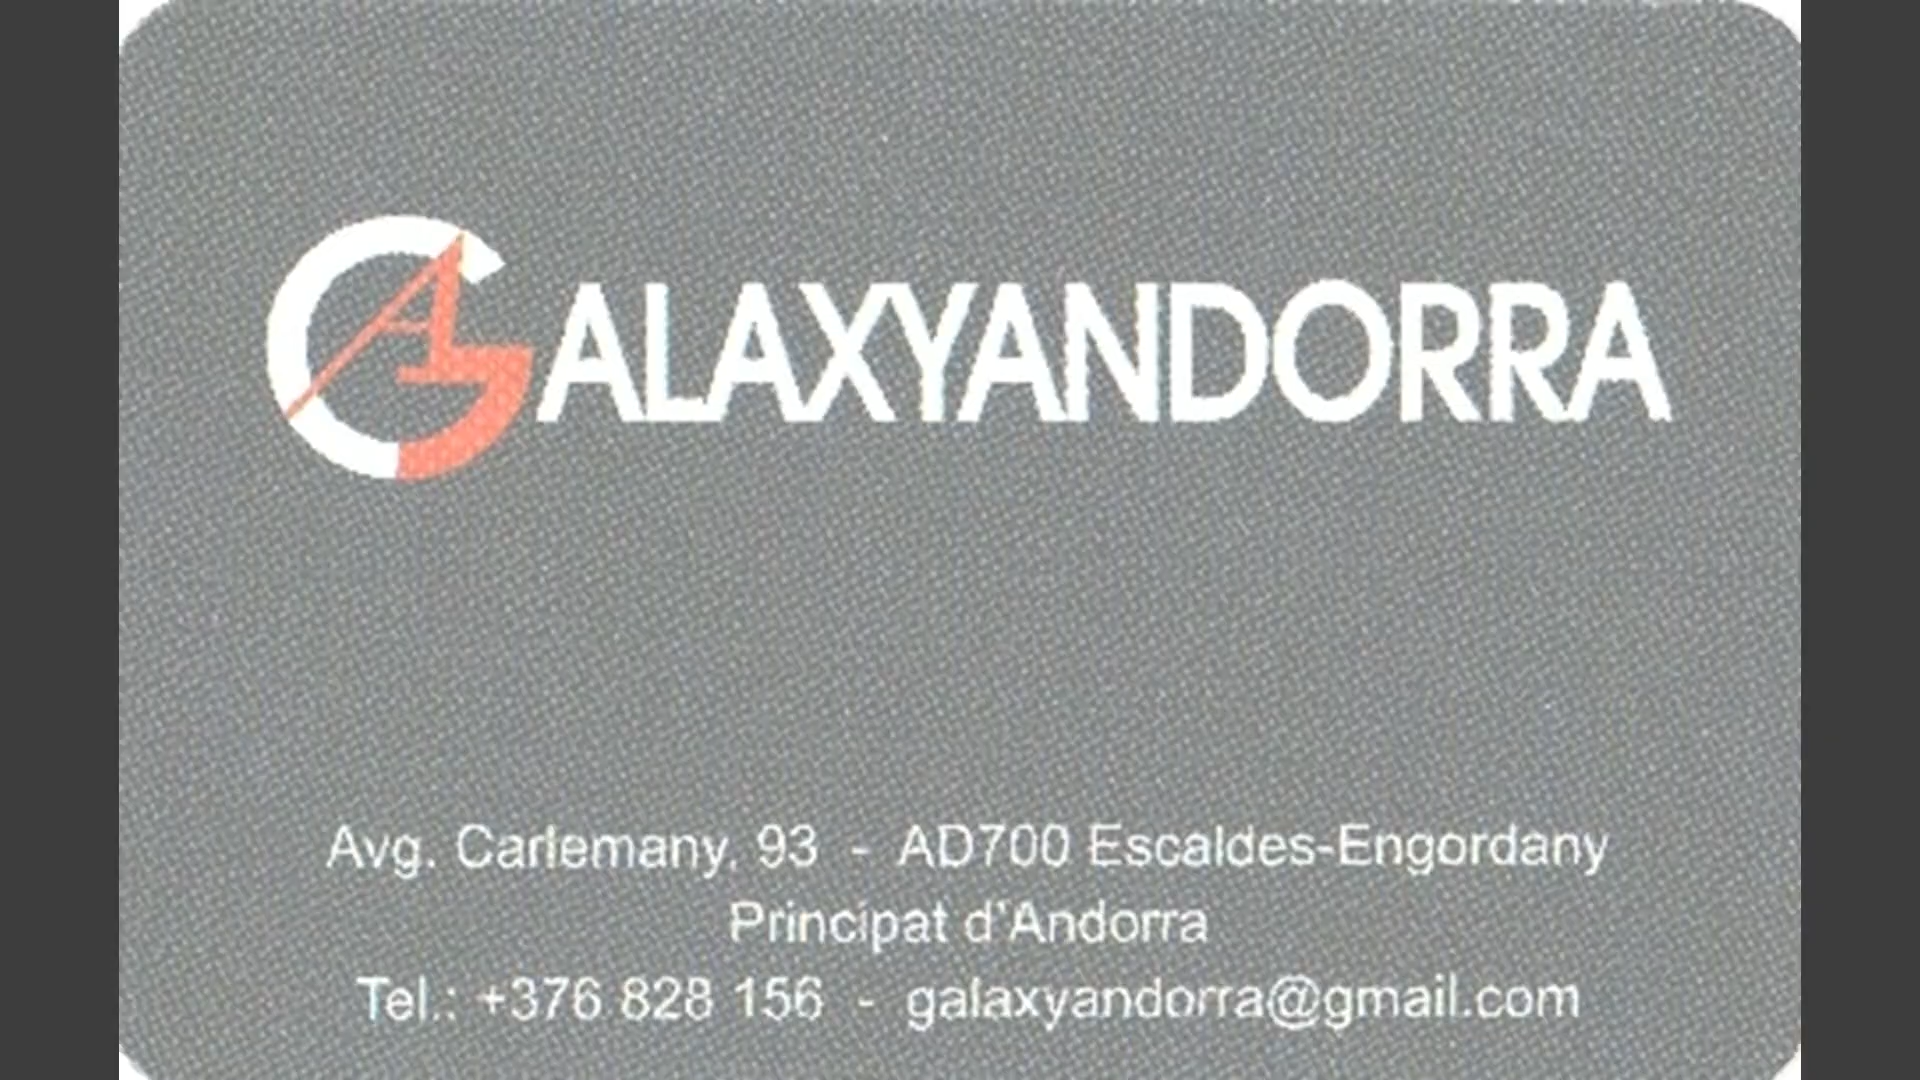 GALAXYANDORRA
Avg. Carlemany, 93 - AD700 Escaldes-Engordany
Principat d'Andorra
Tel.: +376 828 156 - galaxyandorra@gmail.com